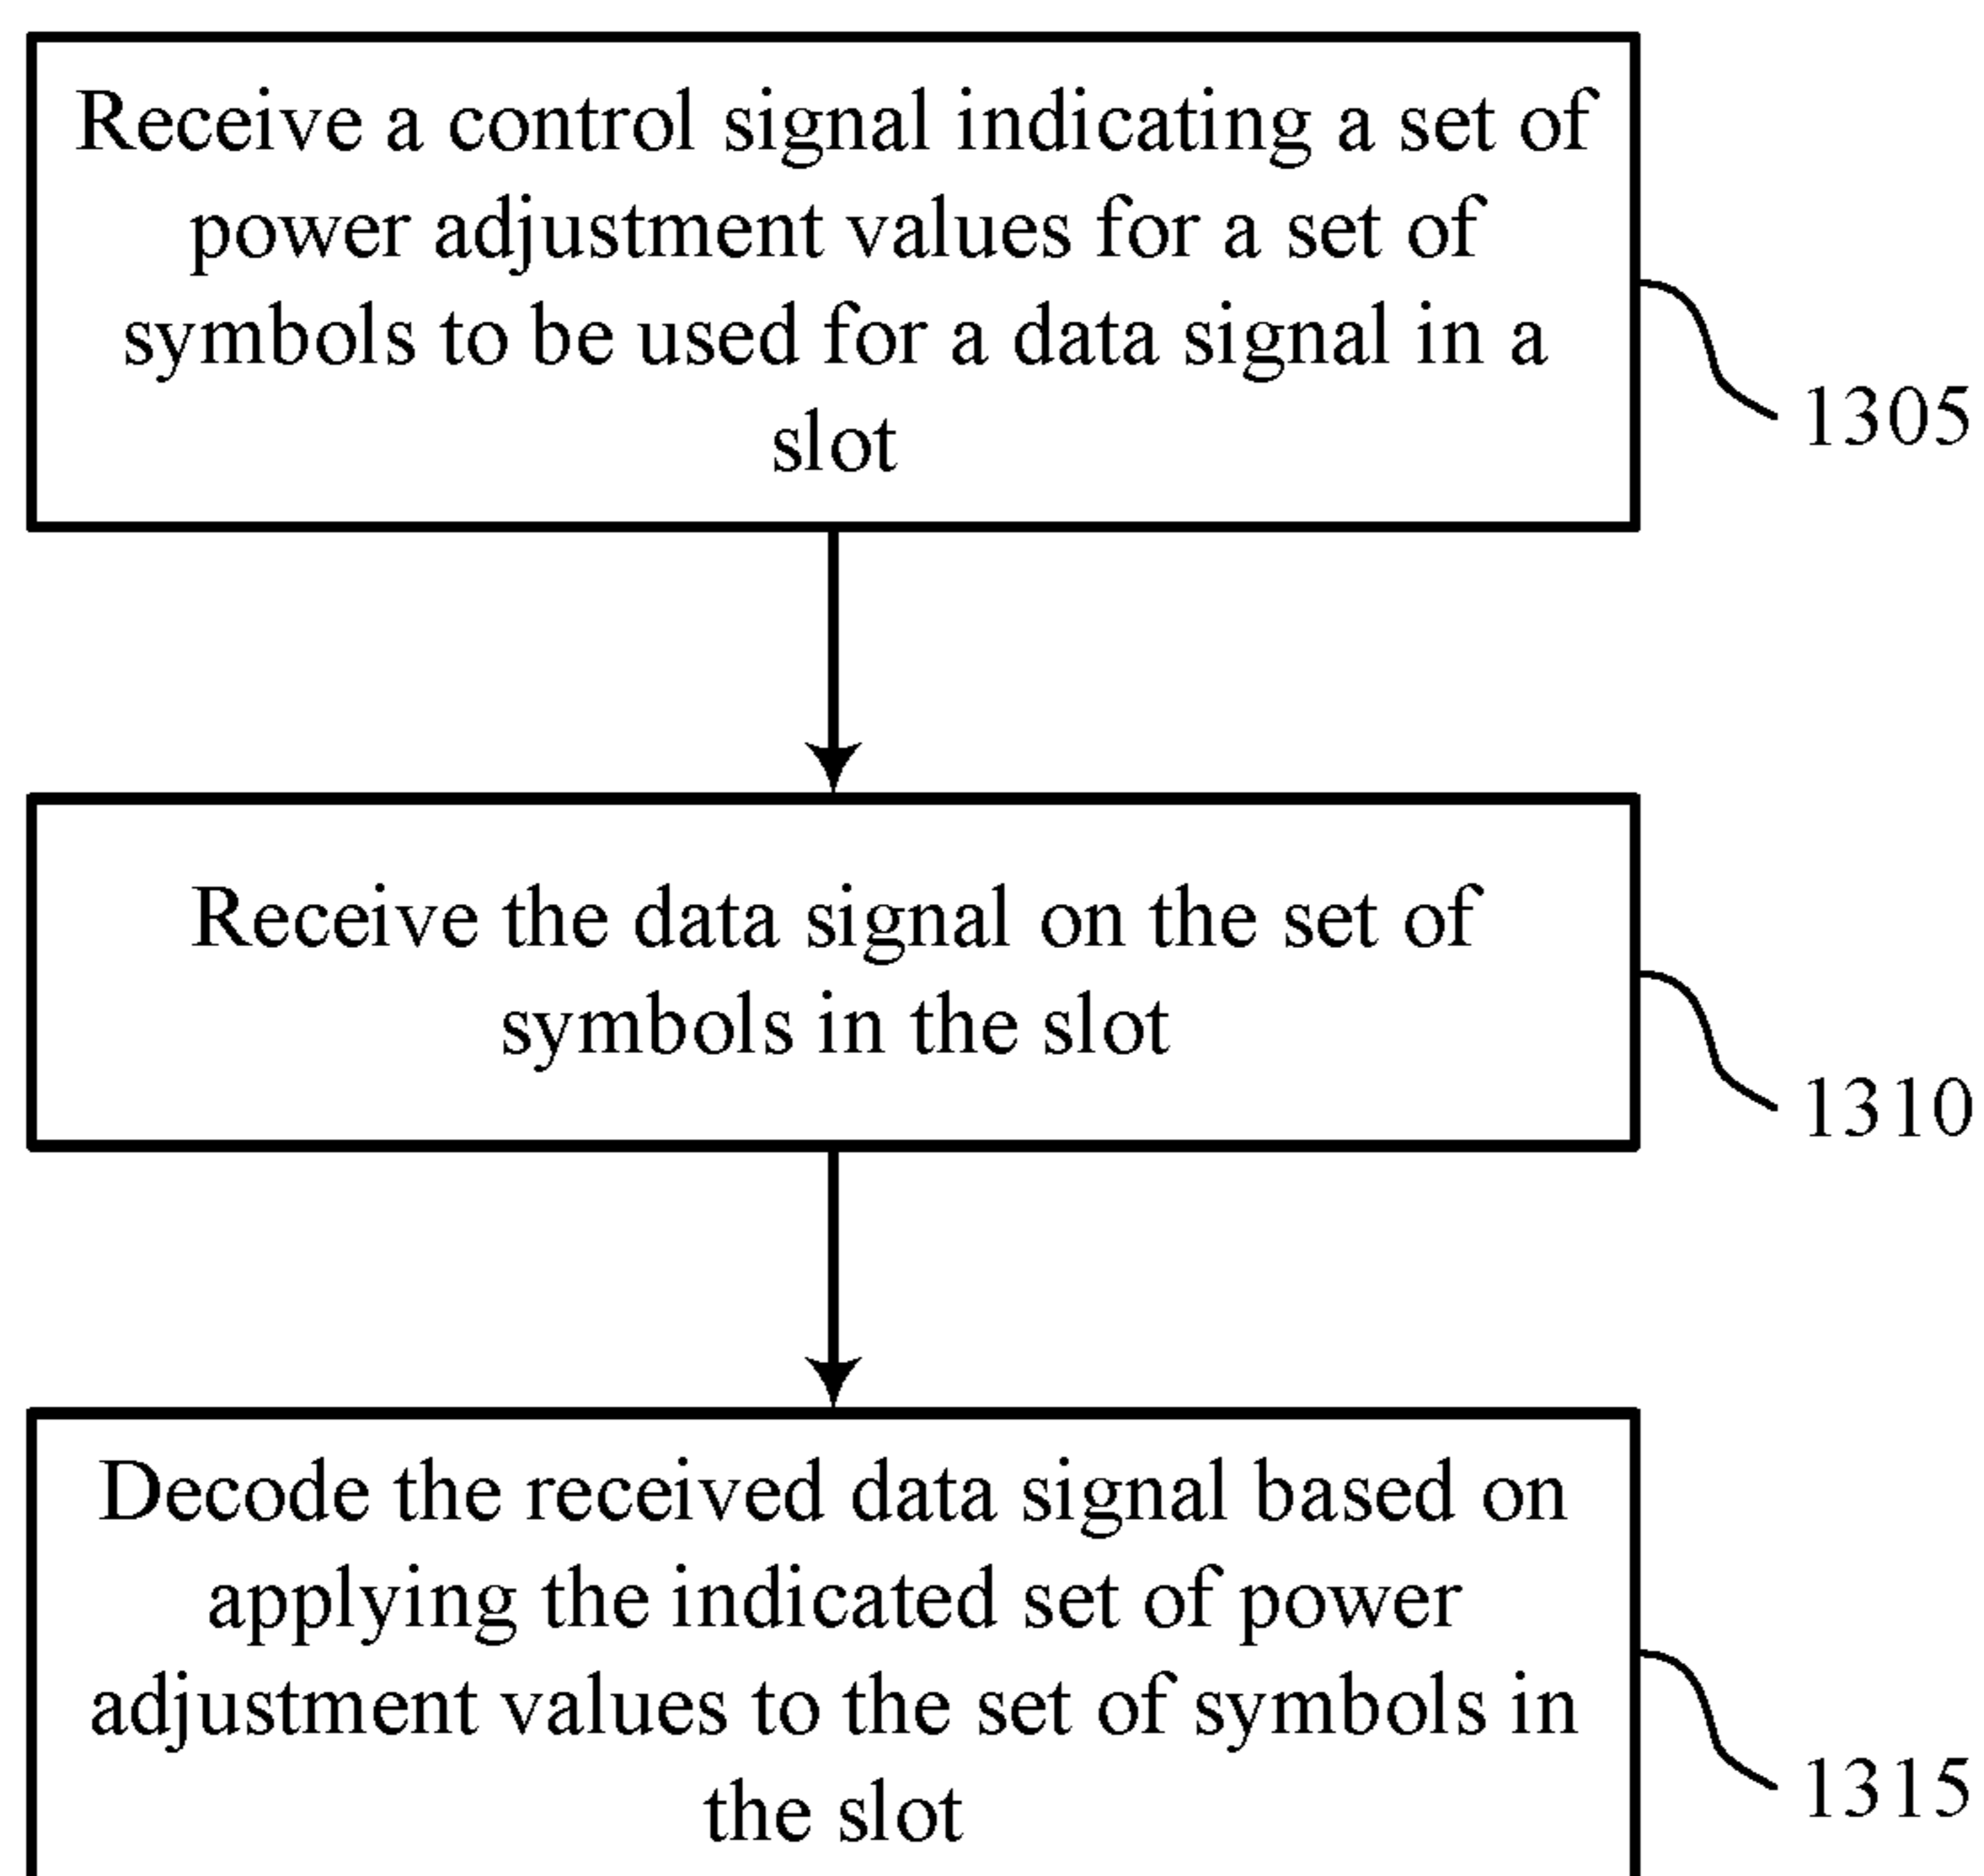 Receive a control signal indicating a set of
power adjustment values for a set of
symbols to be used for a data signal in a
slot
1305
Receive the data signal on the set of
symbols in the slot
1310
Decode the received data signal based on
applying the indicated set of power
adjustment values to the set of symbols in
the slot
1315